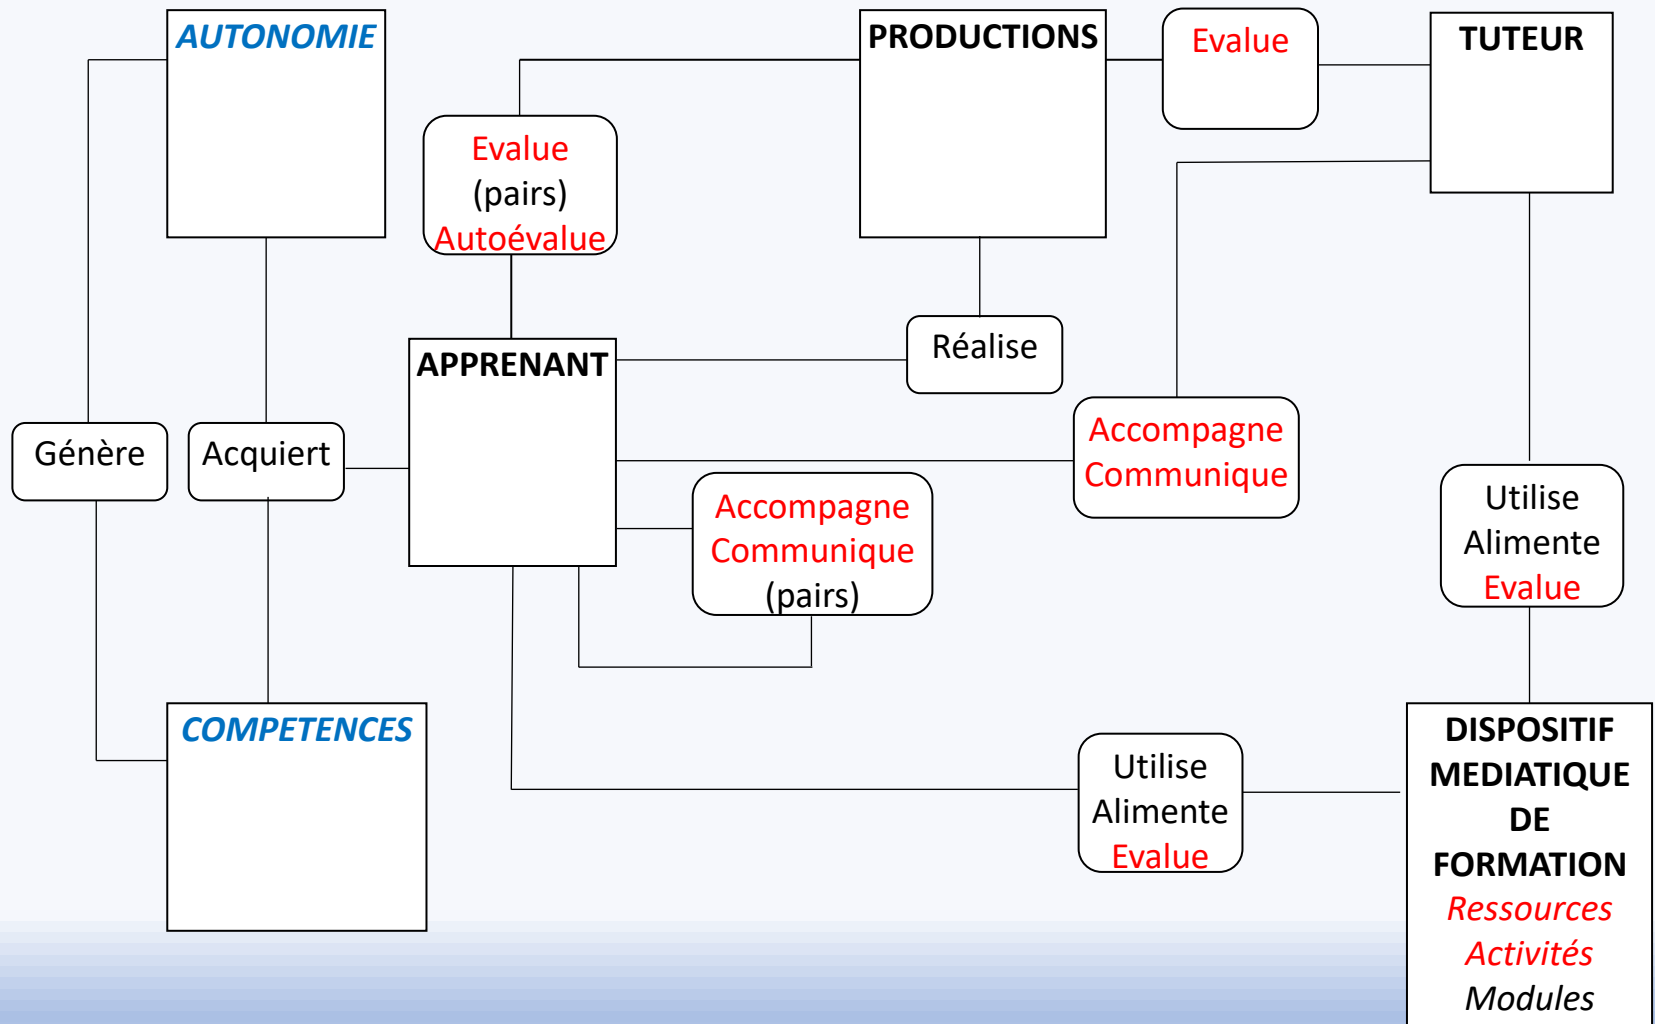 AUTONOMIE
PRODUCTIONS
Evalue
TUTEUR
Evalue
(pairs)
Autoévalue
APPRENANT
Réalise
Génère
Acquiert
Accompagne
Communique
Accompagne
Communique
(pairs)
Utilise
Alimente
Evalue
COMPETENCES
Utilise
Alimente
Evalue
DISPOSITIF
MEDIATIQUE
DE
FORMATION
Ressources
Activités
Modules